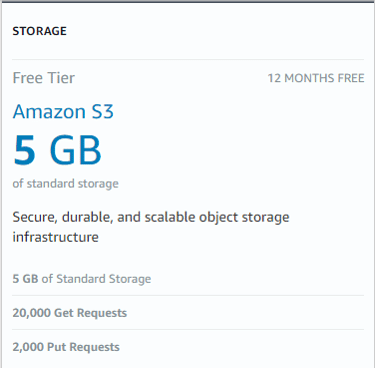 STORAGE
Free Tier 12 MONTHS FREE
Amazon S3
5 GB
of standard storage
Secure, durable, and scalable object storage
infrastructure
5 GB of Standard Storage
20,000 Get Requests
2,000 Put Requests